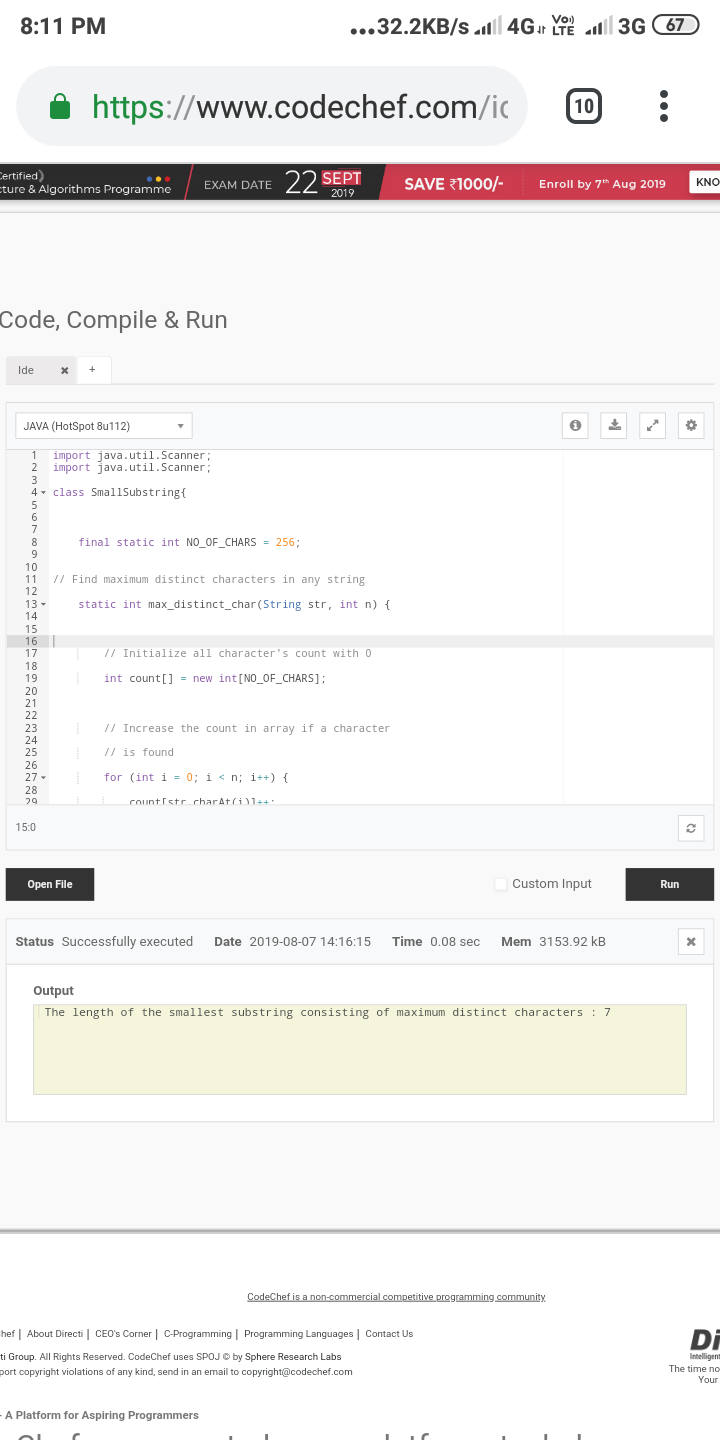 8:11 PM
...32.2KB/s 4G VoLTE 3G 67
https://www.codechef.com/id
10
Certified
cture & Algorithms Programme
EXAM DATE 22 SEPT 2019
SAVE ₹1000/-
Enroll by 7th Aug 2019
KNO
Code, Compile & Run
Ide ✖ +
JAVA (HotSpot 8u112)
1 import java.util.Scanner;
2 import java.util.Scanner;
3
4 class SmallSubstring{
5
6
7
8 final static int NO_OF_CHARS = 256;
9
10
11 // Find maximum distinct characters in any string
12
13 static int max_distinct_char(String str, int n) {
14
15
16
17 // Initialize all character's count with 0
18
19 int count[] = new int[NO_OF_CHARS];
20
21
22
23 // Increase the count in array if a character
24
25 // is found
26
27 for (int i = 0; i < n; i++) {
28
29 count[str.charAt(i)]++;
15:0
Open File
Custom Input
Run
Status Successfully executed Date 2019-08-07 14:16:15 Time 0.08 sec Mem 3153.92 kB ✖
Output
The length of the smallest substring consisting of maximum distinct characters : 7
CodeChef is a non-commercial competitive programming community
hef | About Directi | CEO's Corner | C-Programming | Programming Languages | Contact Us
ti Group. All Rights Reserved. CodeChef uses SPOJ © by Sphere Research Labs
port copyright violations of any kind, send in an email to copyright@codechef.com
Di
Intelligent
The time no
Your
- A Platform for Aspiring Programmers